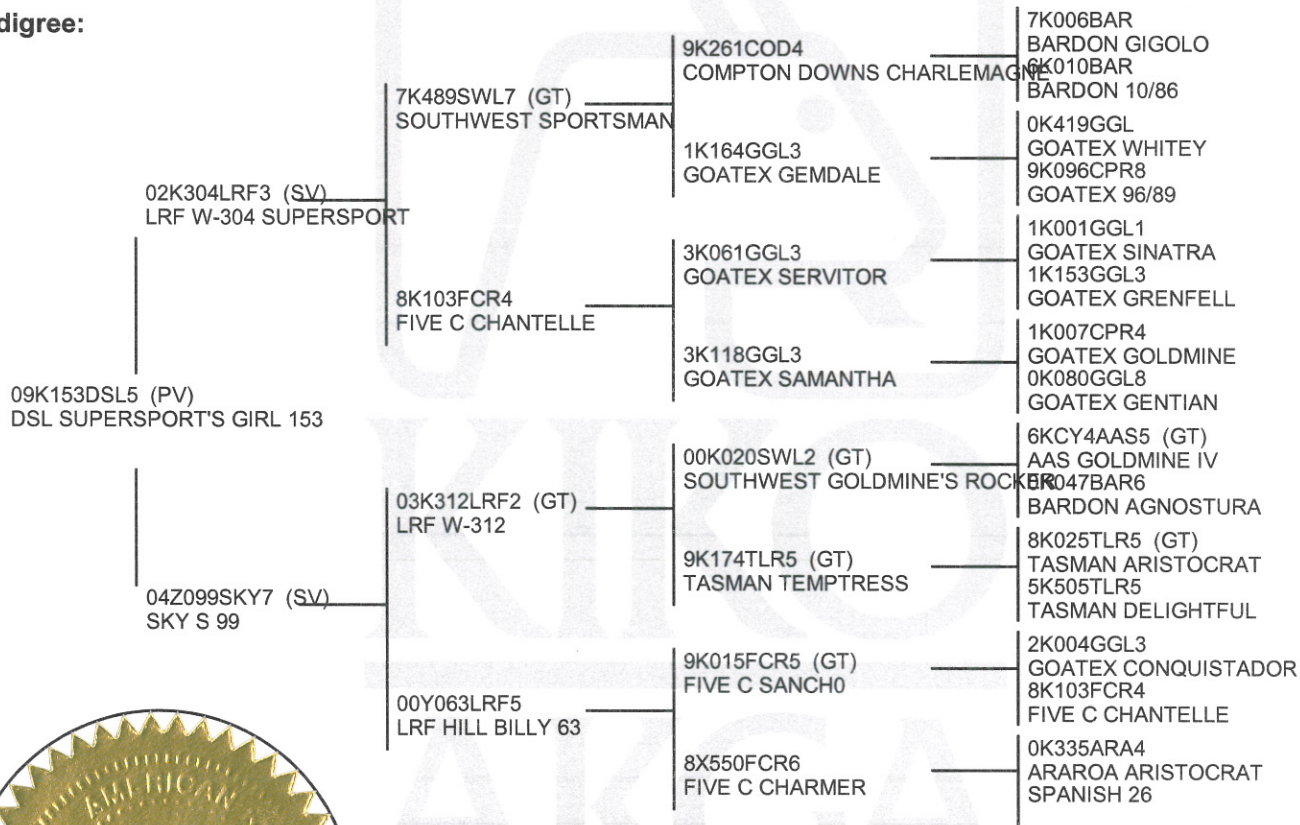 digree:
7K006BAR
BARDON GIGOLO
6K010BAR
BARDON 10/86
9K261COD4
COMPTON DOWNS CHARLEMAGNE
7K489SWL7 (GT)
SOUTHWEST SPORTSMAN
0K419GGL
GOATEX WHITEY
9K096CPR8
GOATEX 96/89
1K164GGL3
GOATEX GEMDALE
02K304LRF3 (SV)
LRF W-304 SUPERSPORT
1K001GGL1
GOATEX SINATRA
1K153GGL3
GOATEX GRENFELL
3K061GGL3
GOATEX SERVITOR
8K103FCR4
FIVE C CHANTELLE
1K007CPR4
GOATEX GOLDMINE
0K080GGL8
GOATEX GENTIAN
3K118GGL3
GOATEX SAMANTHA
09K153DSL5 (PV)
DSL SUPERSPORT'S GIRL 153
6KCY4AAS5 (GT)
AAS GOLDMINE IV
K047BAR6
BARDON AGNOSTURA
00K020SWL2 (GT)
SOUTHWEST GOLDMINE'S ROCKER
03K312LRF2 (GT)
LRF W-312
8K025TLR5 (GT)
TASMAN ARISTOCRAT
5K505TLR5
TASMAN DELIGHTFUL
9K174TLR5 (GT)
TASMAN TEMPTRESS
04Z099SKY7 (SV)
SKY S 99
2K004GGL3
GOATEX CONQUISTADOR
8K103FCR4
FIVE C CHANTELLE
9K015FCR5 (GT)
FIVE C SANCH0
00Y063LRF5
LRF HILL BILLY 63
0K335ARA4
ARAROA ARISTOCRAT
SPANISH 26
8X550FCR6
FIVE C CHARMER
KIKO
AKGA
AMERICAN